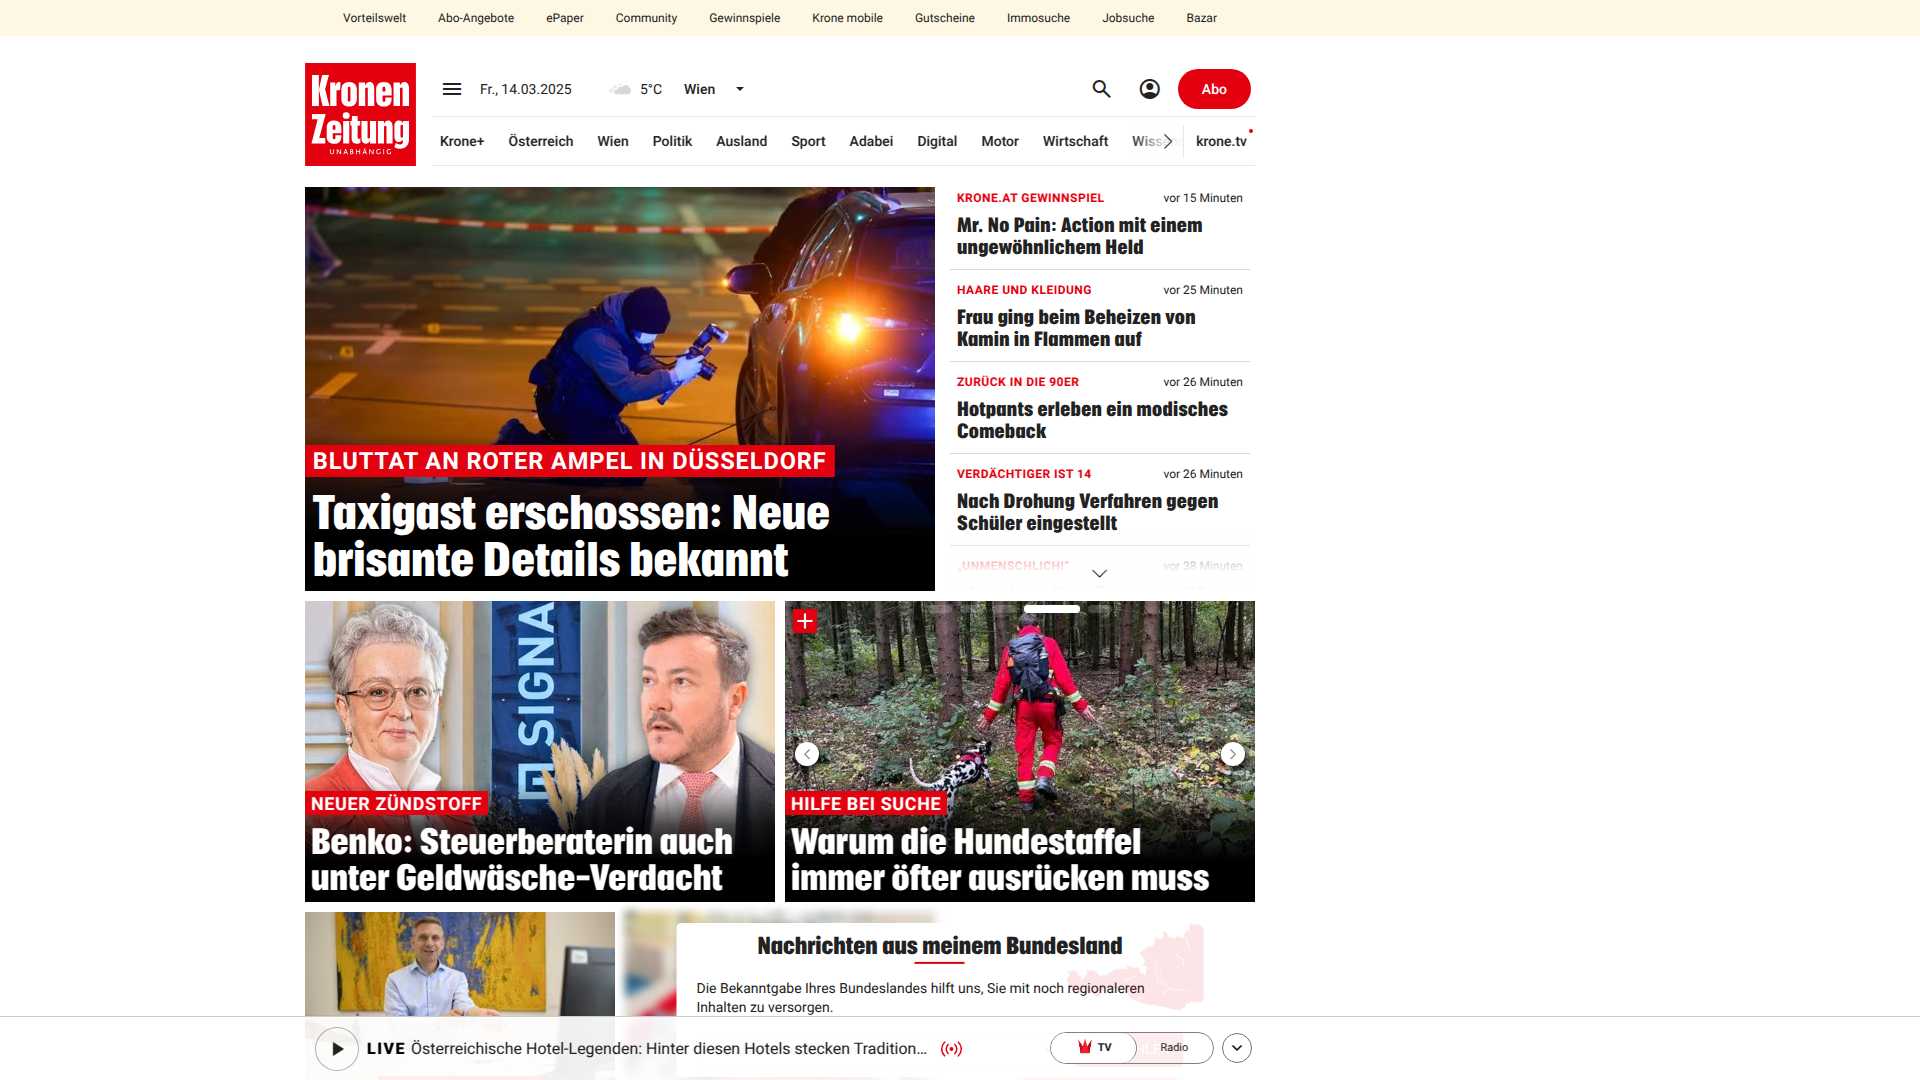 Vorteilswelt Abo-Angebote ePaper Community Gewinnspiele Krone mobile Gutscheine Immosuche Jobsuche Bazar
Kronen
Zeitung
UNABHÄNGIG
Fr., 14.03.2025 5°C Wien
Abo
Krone+ Österreich Wien Politik Ausland Sport Adabei Digital Motor Wirtschaft krone.tv
BLUTTAT AN ROTER AMPEL IN DÜSSELDORF
Taxigast erschossen: Neue
brisante Details bekannt
KRONE.AT GEWINNSPIEL vor 15 Minuten
Mr. No Pain: Action mit einem
ungewöhnlichem Held
HAARE UND KLEIDUNG vor 25 Minuten
Frau ging beim Beheizen von
Kamin in Flammen auf
ZURÜCK IN DIE 90ER vor 26 Minuten
Hotpants erleben ein modisches
Comeback
VERDÄCHTIGER IST 14 vor 26 Minuten
Nach Drohung Verfahren gegen
Schüler eingestellt
„UNMENSCHLICH!“ vor 38 Minuten
SIGNA
NEUER ZÜNDSTOFF
Benko: Steuerberaterin auch
unter Geldwäsche-Verdacht
HILFE BEI SUCHE
Warum die Hundestaffel
immer öfter ausrücken muss
Nachrichten aus meinem Bundesland
Die Bekanntgabe Ihres Bundeslandes hilft uns, Sie mit noch regionaleren
Inhalten zu versorgen.
LIVE Österreichische Hotel-Legenden: Hinter diesen Hotels stecken Tradition...
TV Radio